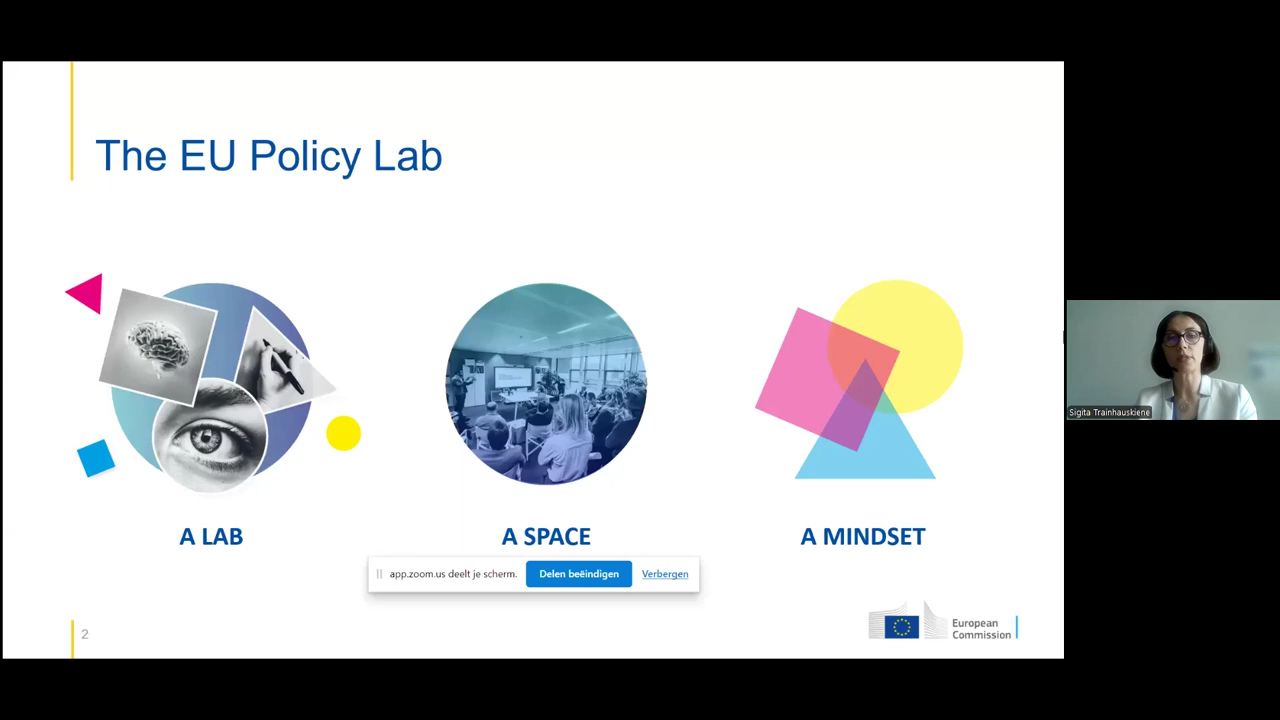 The EU Policy Lab
A LAB
A SPACE
A MINDSET
app.zoom.us deelt je scherm.
Delen beëindigen
Verbergen
2
European
Commission
Sigita Trainhauskiene